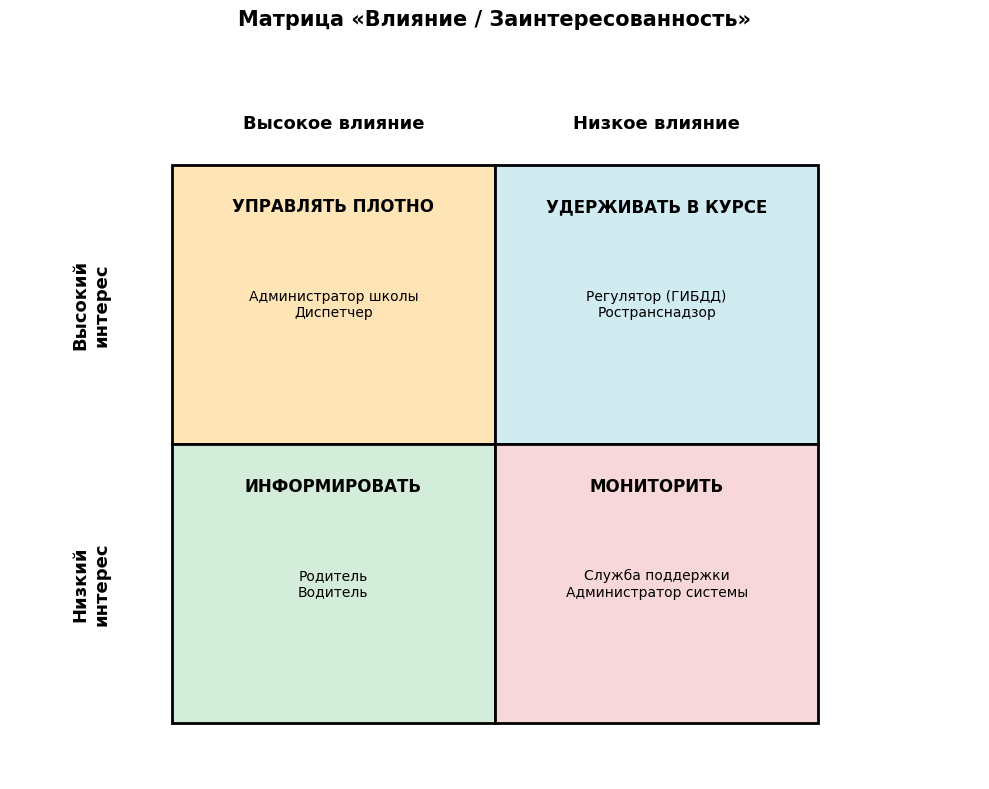 Матрица «Влияние / Заинтересованность»
Высокое влияние
Низкое влияние
Высокий
интерес
УПРАВЛЯТЬ ПЛОТНО
Администратор школы
Диспетчер
УДЕРЖИВАТЬ В КУРСЕ
Регулятор (ГИБДД)
Ространснадзор
Низкий
интерес
ИНФОРМИРОВАТЬ
Родитель
Водитель
МОНИТОРИТЬ
Служба поддержки
Администратор системы